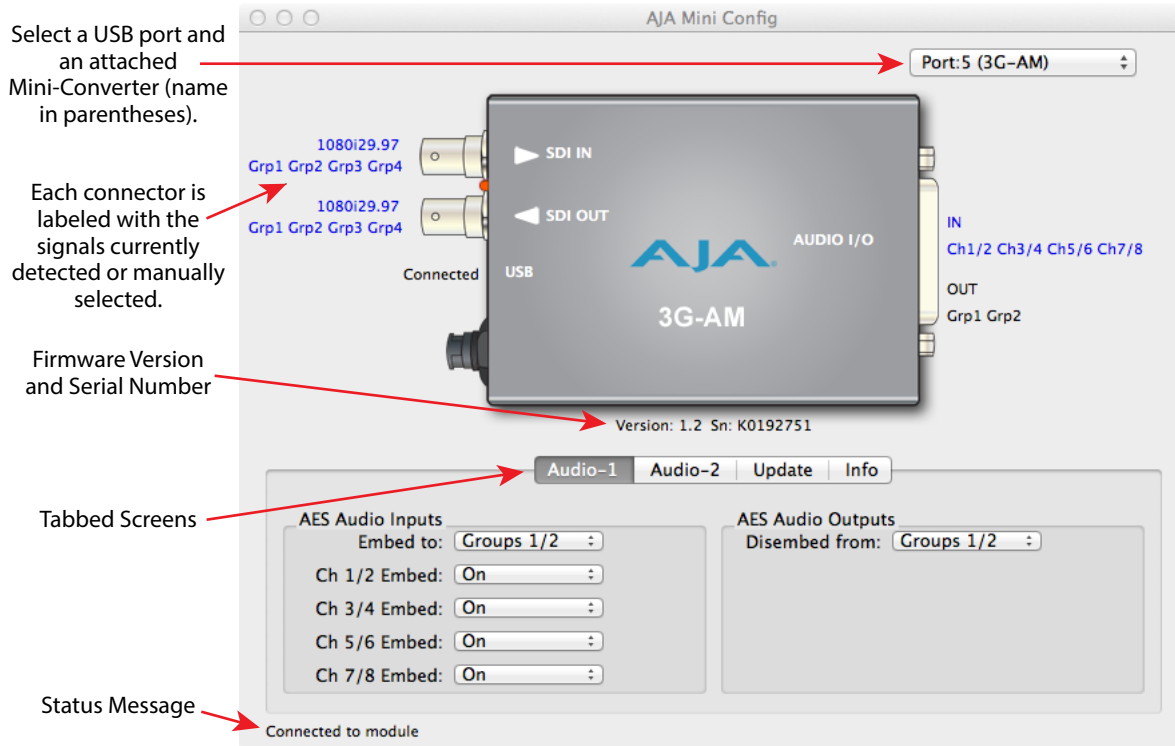 AJA Mini Config
Select a USB port and
an attached
Mini-Converter (name
in parentheses).
Port:5 (3G-AM)
1080i29.97
Grp1 Grp2 Grp3 Grp4
SDI IN
Each connector is
labeled with the
signals currently
detected or manually
selected.
1080i29.97
Grp1 Grp2 Grp3 Grp4
SDI OUT
AUDIO I/O
IN
Ch1/2 Ch3/4 Ch5/6 Ch7/8
Connected
USB
AJA
OUT
Grp1 Grp2
3G-AM
Firmware Version
and Serial Number
Version: 1.2 Sn: K0192751
Tabbed Screens
Audio-1 Audio-2 Update Info
AES Audio Inputs
Embed to: Groups 1/2
Ch 1/2 Embed: On
Ch 3/4 Embed: On
Ch 5/6 Embed: On
Ch 7/8 Embed: On
AES Audio Outputs
Disembed from: Groups 1/2
Status Message
Connected to module